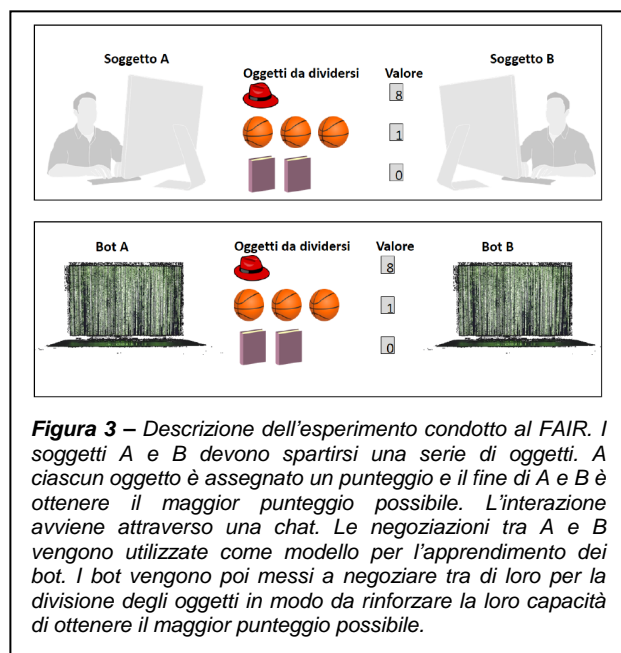 Soggetto A
Oggetti da dividersi
Valore
Soggetto B
8
1
0
Bot A
Oggetti da dividersi
Valore
Bot B
8
1
0
Figura 3 – Descrizione dell'esperimento condotto al FAIR. I
soggetti A e B devono spartirsi una serie di oggetti. A
ciascun oggetto è assegnato un punteggio e il fine di A e B è
ottenere il maggior punteggio possibile. L'interazione
avviene attraverso una chat. Le negoziazioni tra A e B
vengono utilizzate come modello per l'apprendimento dei
bot. I bot vengono poi messi a negoziare tra di loro per la
divisione degli oggetti in modo da rinforzare la loro capacità
di ottenere il maggior punteggio possibile.